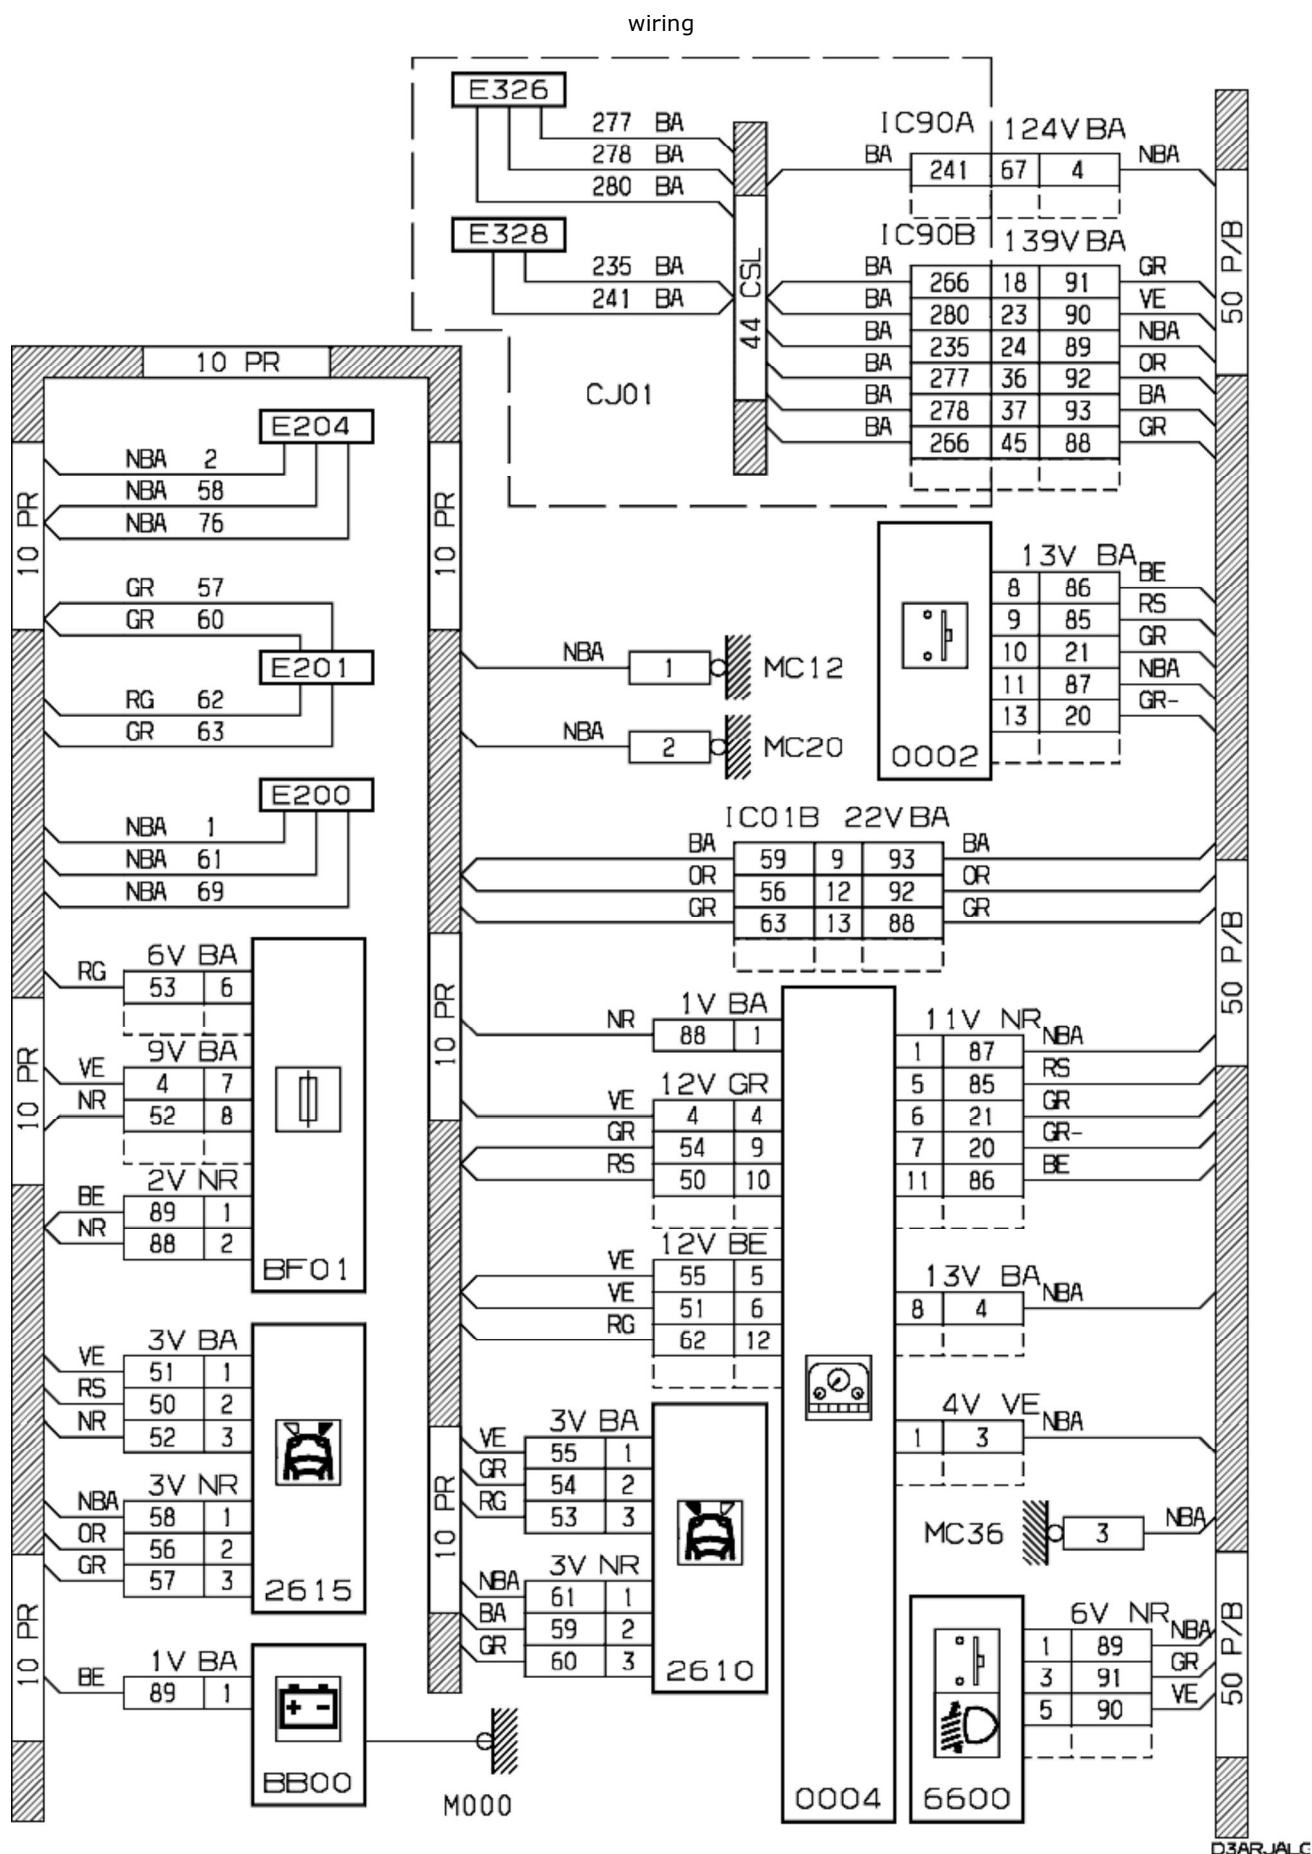 wiring
E326
277 BA
278 BA
280 BA
E328
235 BA
241 BA
44 CSL
CJ01
IC90A 124V BA
BA 241 67 4 NBA
IC90B 139V BA
BA 266 18 91 GR
BA 280 23 90 VE
BA 235 24 89 NBA
BA 277 36 92 OR
BA 278 37 93 BA
BA 266 45 88 GR
50 P/B
10 PR
E204
NBA 2
NBA 58
NBA 76
10 PR
10 PR
GR 57
GR 60
E201
RG 62
GR 63
E200
NBA 1
NBA 61
NBA 69
NBA 1 MC12
NBA 2 MC20
13V BA
8 86 BE
9 85 RS
10 21 GR
11 87 NBA
13 20 GR-
0002
IC01B 22V BA
BA 59 9 93 BA
OR 56 12 92 OR
GR 63 13 88 GR
50 P/B
6V BA
RG 53 6
9V BA
VE 4 7
NR 52 8
2V NR
BE 89 1
NR 88 2
BF01
10 PR
10 PR
1V BA
NR 88 1
12V GR
VE 4 4
GR 54 9
RS 50 10
12V BE
VE 55 5
VE 51 6
RG 62 12
11V NR
1 87 NBA
5 85 RS
6 21 GR
7 20 GR-
11 86 BE
13V BA
8 4 NBA
4V VE
1 3 NBA
0004
3V BA
VE 51 1
RS 50 2
NR 52 3
3V NR
NBA 58 1
OR 56 2
GR 57 3
2615
3V BA
VE 55 1
GR 54 2
RG 53 3
3V NR
NBA 61 1
BA 59 2
GR 60 3
2610
10 PR
10 PR
MC36 3 NBA
6V NR
1 89 NBA
3 91 GR
5 90 VE
6600
50 P/B
1V BA
BE 89 1
+ -
BB00
M000
D3ARJALC